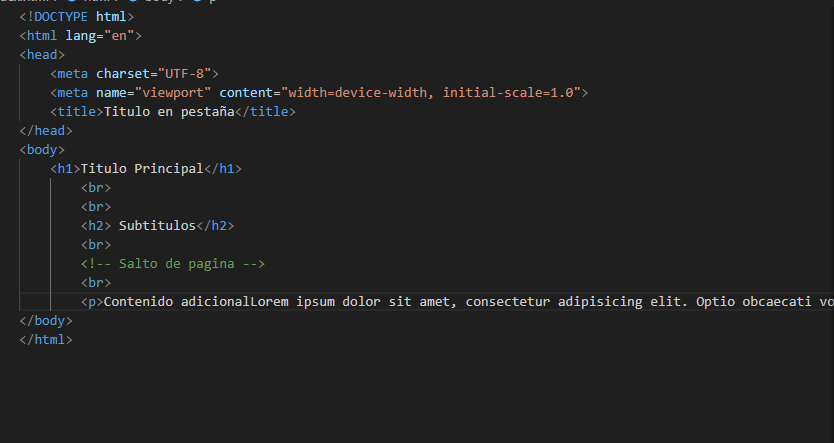 <!DOCTYPE html>
<html lang="en">
<head>
    <meta charset="UTF-8">
    <meta name="viewport" content="width=device-width, initial-scale=1.0">
    <title>Titulo en pestaña</title>
</head>
<body>
    <h1>Titulo Principal</h1>
        <br>
        <br>
        <h2> Subtitulos</h2>
        <br>
        <!-- Salto de pagina -->
        <br>
        <p>Contenido adicionalLorem ipsum dolor sit amet, consectetur adipisicing elit. Optio obcaecati vo
</body>
</html>